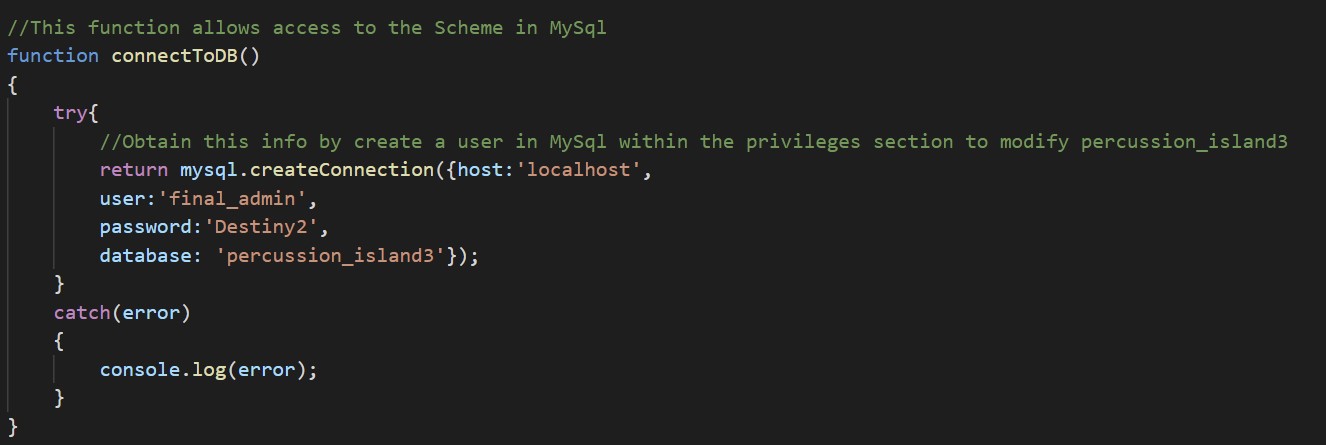 //This function allows access to the Scheme in MySql
function connectToDB()
{
    try{
        //Obtain this info by create a user in MySql within the privileges section to modify percussion_island3
        return mysql.createConnection({host:'localhost',
        user:'final_admin',
        password:'Destiny2',
        database: 'percussion_island3'});
    }
    catch(error)
    {
        console.log(error);
    }
}